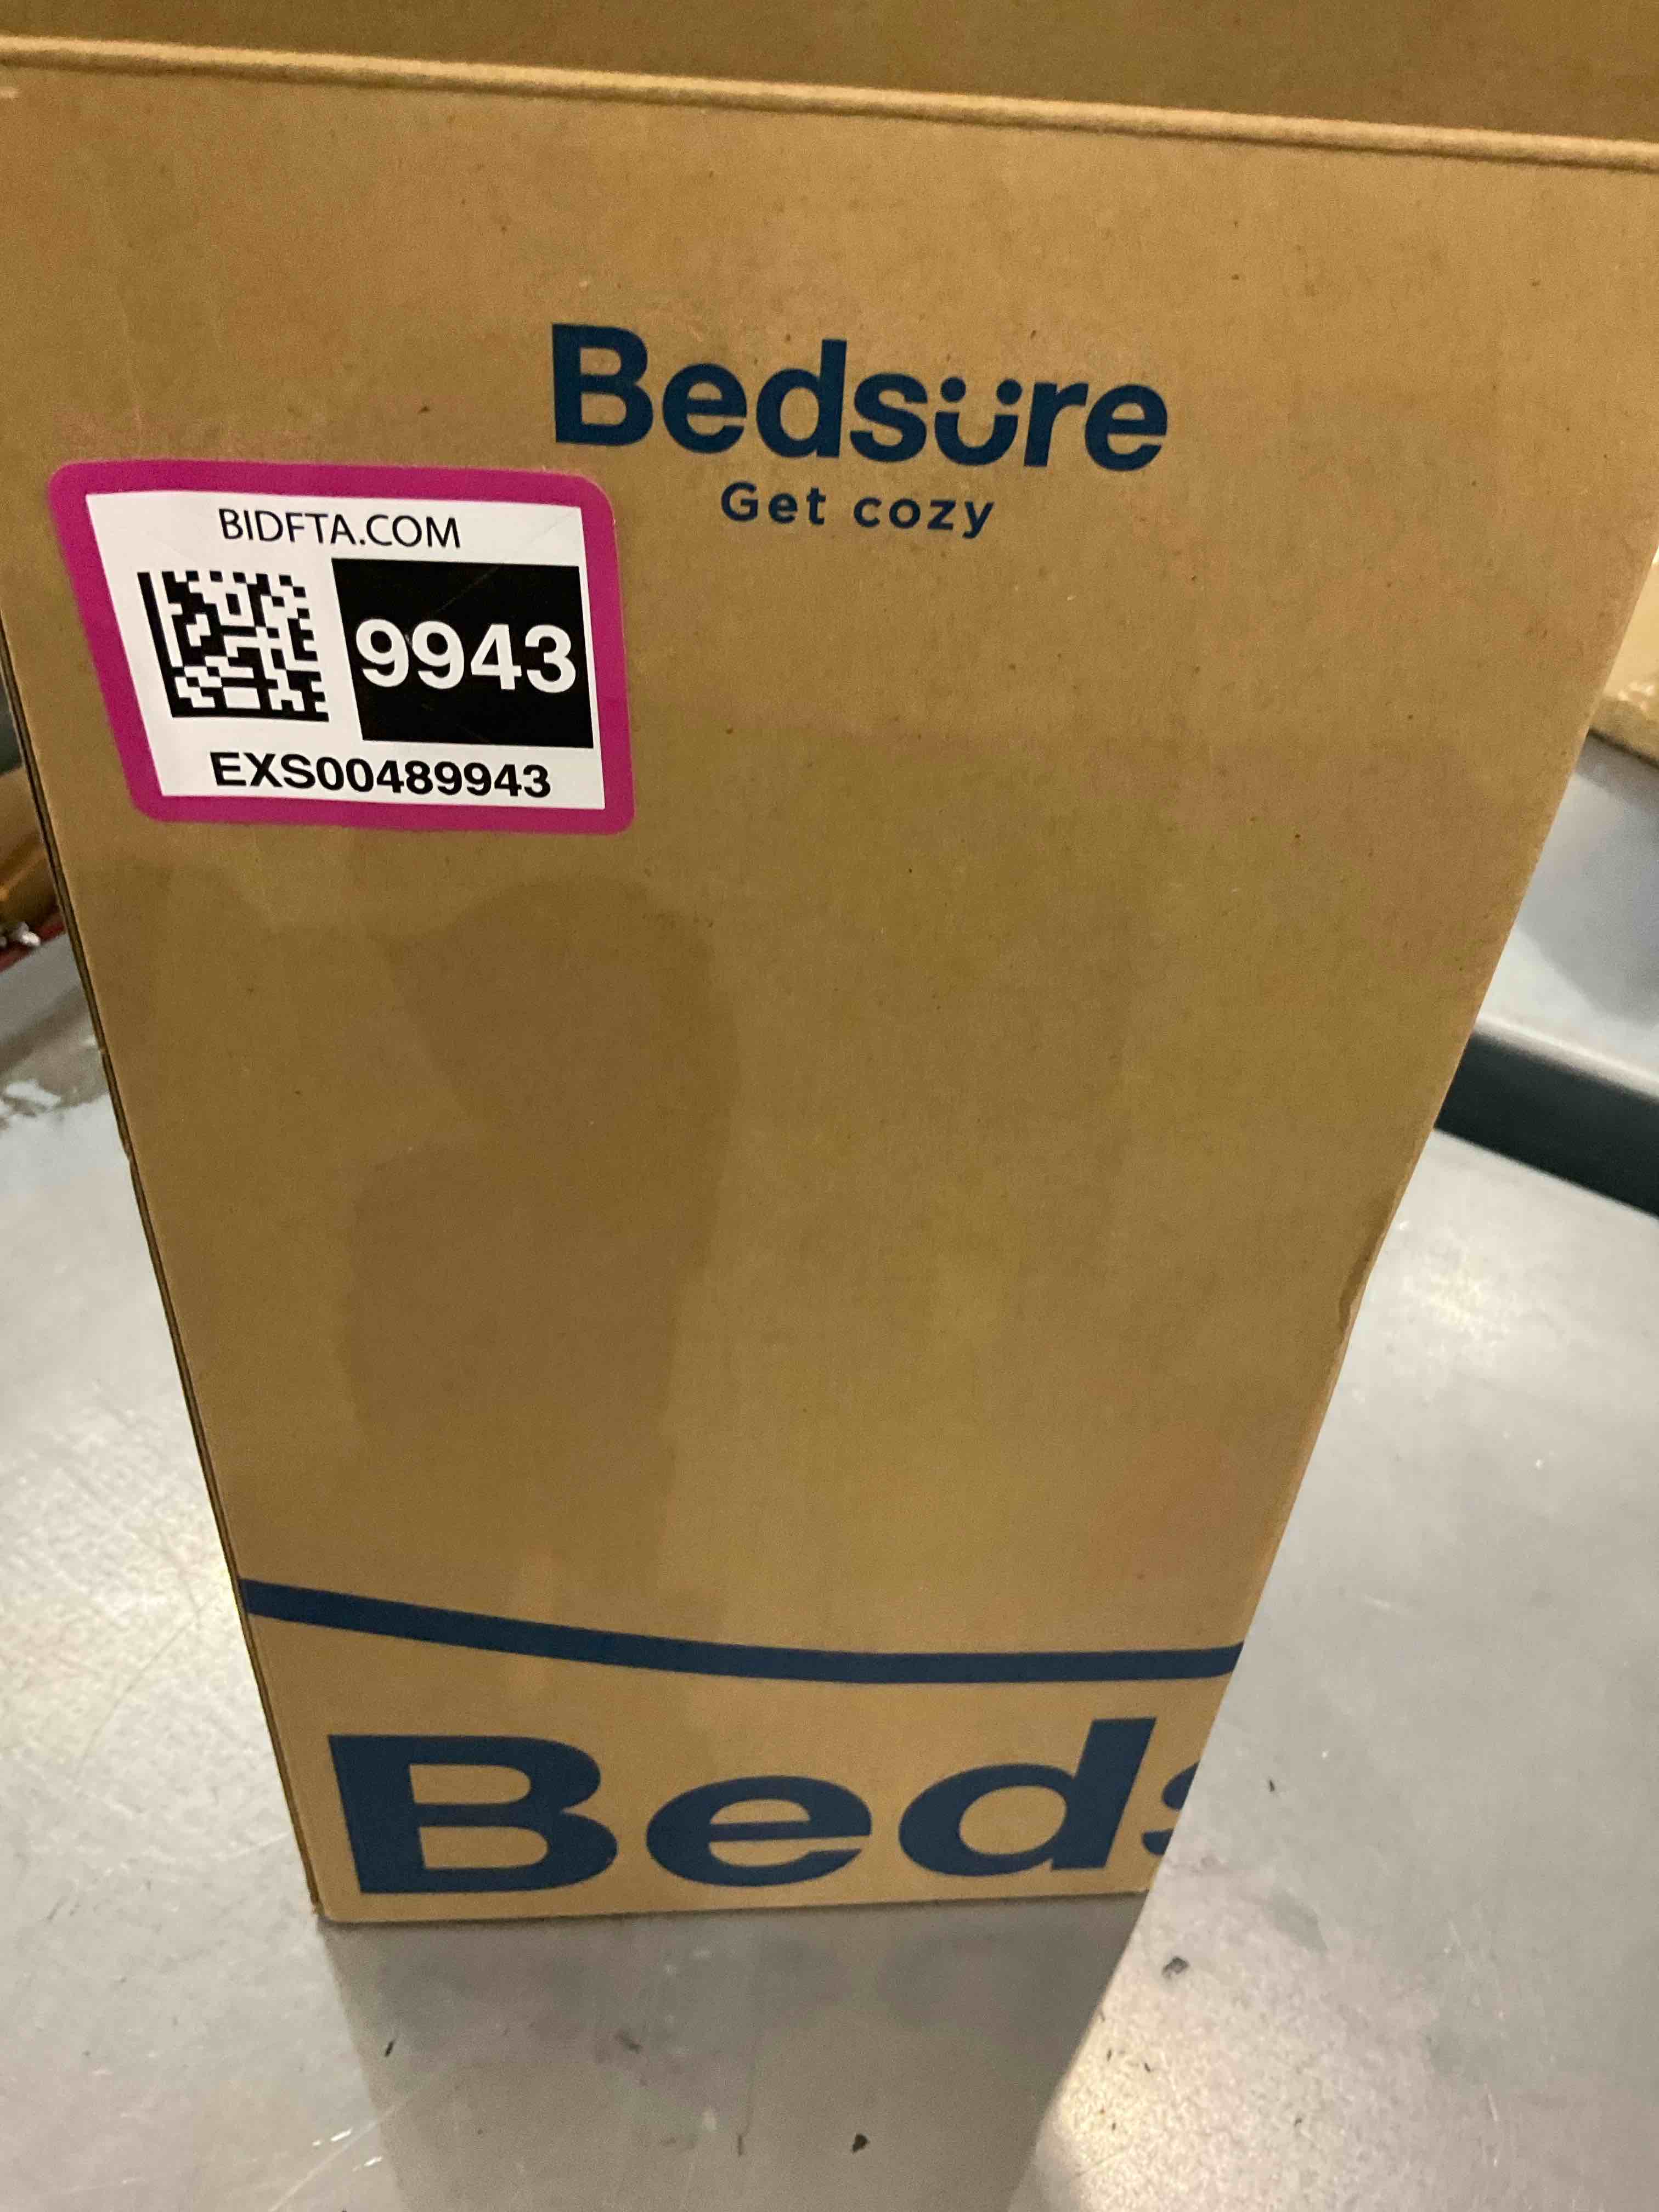 Bedsure
Get cozy
BIDFTA.COM
9943
EXS00489943
Beds